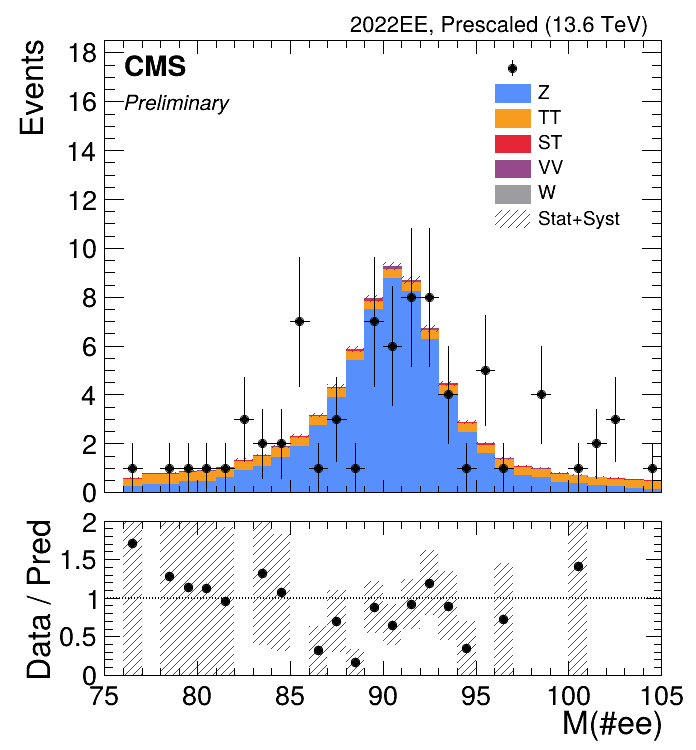 2022EE, Prescaled (13.6 TeV)
CMS
Preliminary
Events
18
16
14
12
10
8
6
4
2
0
Z
TT
ST
VV
W
Stat+Syst
Data / Pred
2
1.5
1
0.5
0
75 80 85 90 95 100 105
M(#ee)